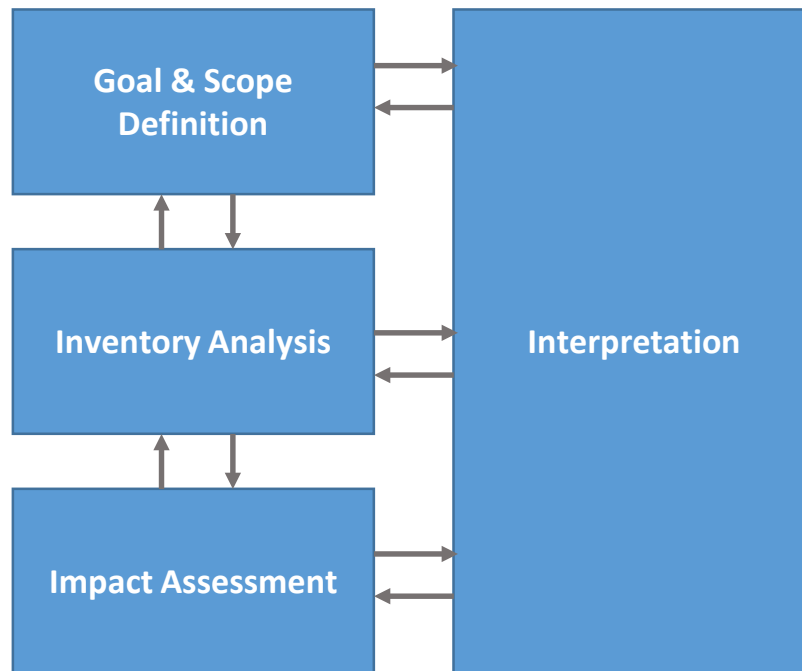 Goal & Scope
Definition
Inventory Analysis
Interpretation
Impact Assessment